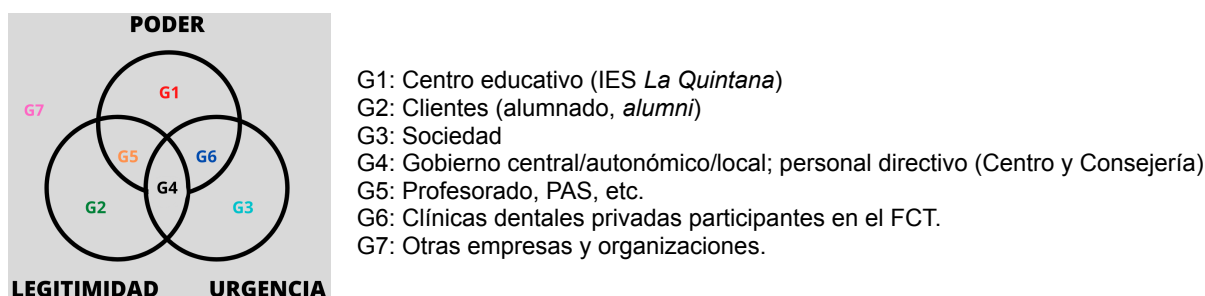 PODER
G1
G7
G5
G6
G4
G2
G3
LEGITIMIDAD
URGENCIA
G1: Centro educativo (IES La Quintana)
G2: Clientes (alumnado, alumni)
G3: Sociedad
G4: Gobierno central/autonómico/local; personal directivo (Centro y Consejería)
G5: Profesorado, PAS, etc.
G6: Clínicas dentales privadas participantes en el FCT.
G7: Otras empresas y organizaciones.